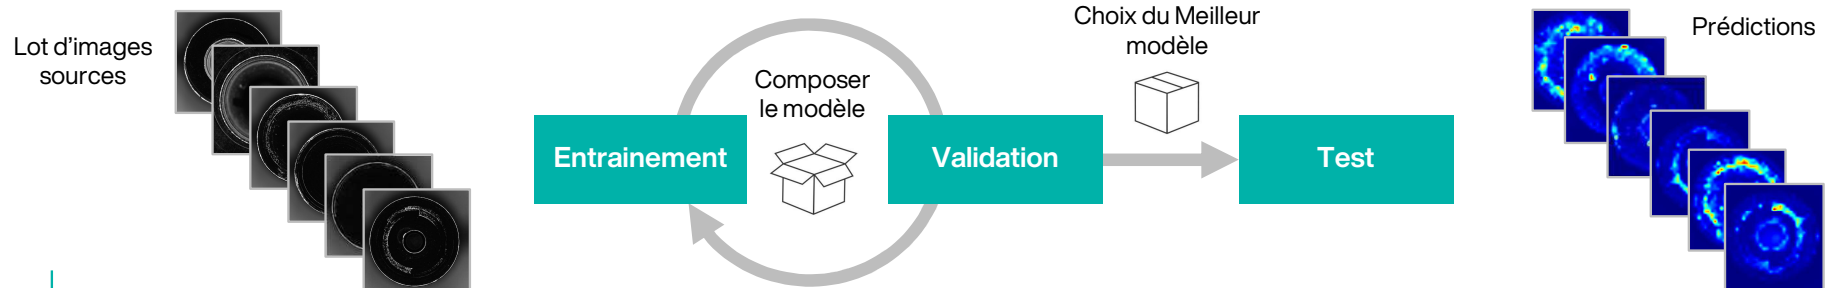 Lot d'images
sources
Entrainement
Composer
le modèle
Validation
Choix du Meilleur
modèle
Test
Prédictions